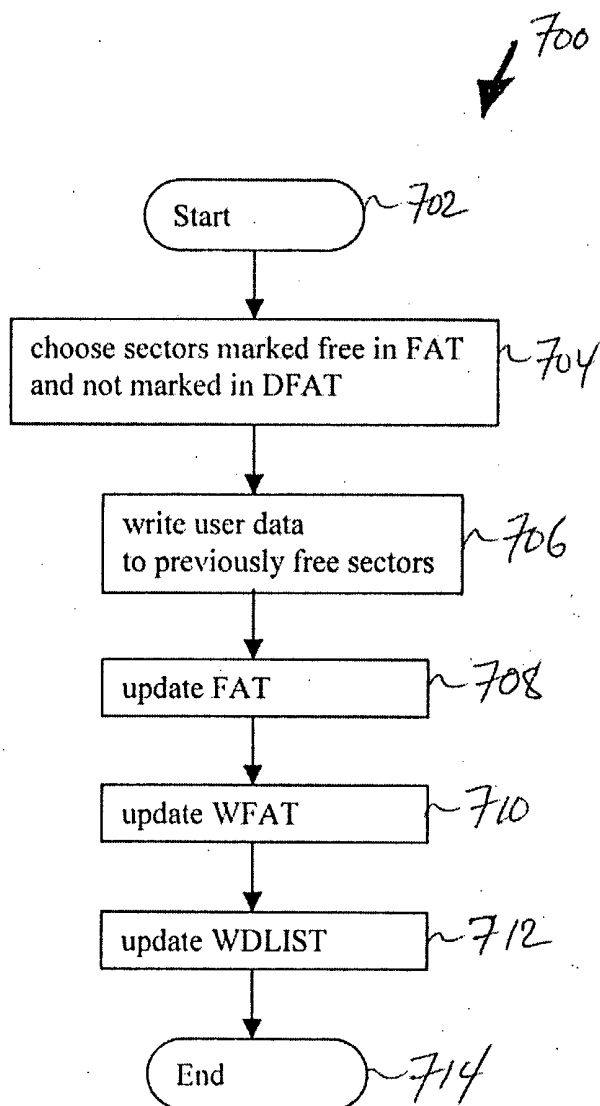 700
Start 702
choose sectors marked free in FAT
and not marked in DFAT 704
write user data
to previously free sectors 706
update FAT 708
update WFAT 710
update WDLIST 712
End 714